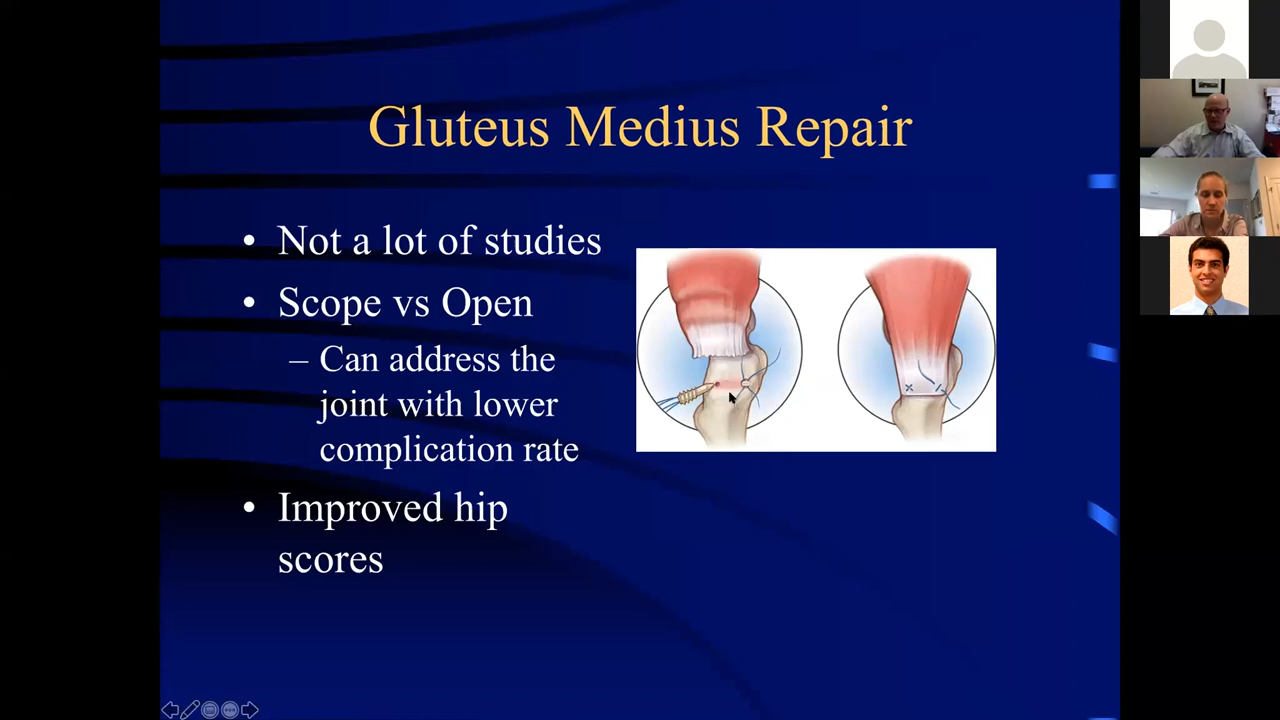 Gluteus Medius Repair
• Not a lot of studies
• Scope vs Open
– Can address the
joint with lower
complication rate
• Improved hip
scores